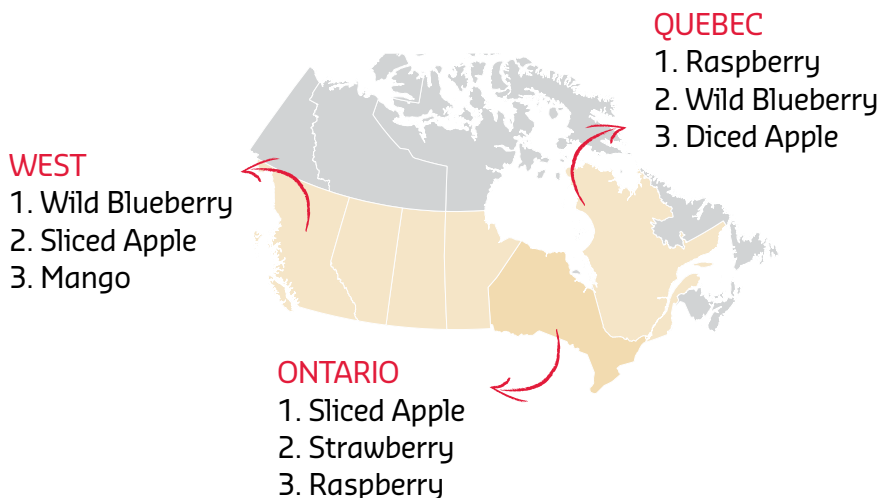 QUEBEC
1. Raspberry
2. Wild Blueberry
3. Diced Apple
WEST
1. Wild Blueberry
2. Sliced Apple
3. Mango
ONTARIO
1. Sliced Apple
2. Strawberry
3. Raspberry